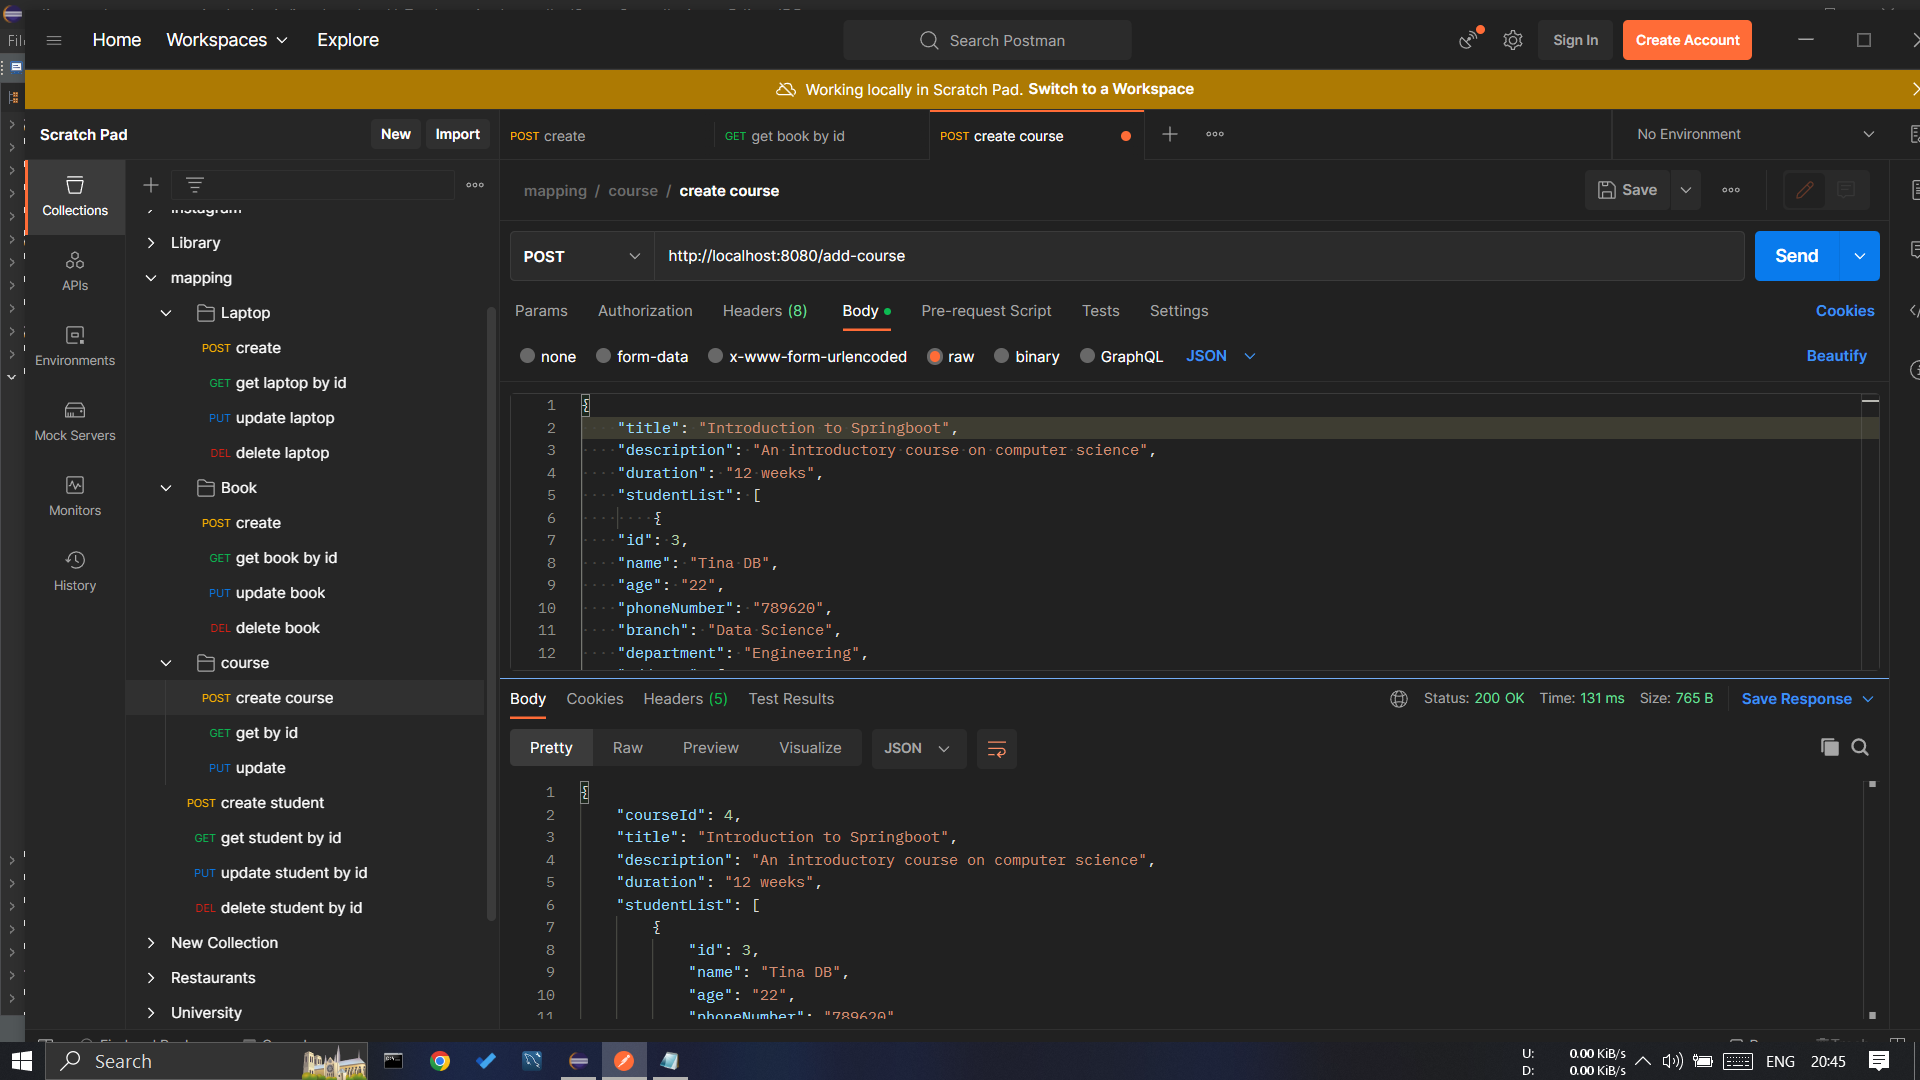 File
Home
Workspaces
Explore
Search Postman
Sign In
Create Account
Working locally in Scratch Pad. Switch to a Workspace
Scratch Pad
New
Import
POST create
GET get book by id
POST create course
No Environment
Collections
APIs
Environments
Mock Servers
Monitors
History
Instagram
Library
mapping
Laptop
POST create
GET get laptop by id
PUT update laptop
DEL delete laptop
Book
POST create
GET get book by id
PUT update book
DEL delete book
course
POST create course
GET get by id
PUT update
POST create student
GET get student by id
PUT update student by id
DEL delete student by id
New Collection
Restaurants
University
mapping / course / create course
Save
POST
http://localhost:8080/add-course
Send
Params
Authorization
Headers (8)
Body
Pre-request Script
Tests
Settings
Cookies
none
form-data
x-www-form-urlencoded
raw
binary
GraphQL
JSON
Beautify
1 {
2 "title": "Introduction to Springboot",
3 "description": "An introductory course on computer science",
4 "duration": "12 weeks",
5 "studentList": [
6 {
7 "id": 3,
8 "name": "Tina DB",
9 "age": "22",
10 "phoneNumber": "789620",
11 "branch": "Data Science",
12 "department": "Engineering",
Body
Cookies
Headers (5)
Test Results
Status: 200 OK
Time: 131 ms
Size: 765 B
Save Response
Pretty
Raw
Preview
Visualize
JSON
1 {
2 "courseId": 4,
3 "title": "Introduction to Springboot",
4 "description": "An introductory course on computer science",
5 "duration": "12 weeks",
6 "studentList": [
7 {
8 "id": 3,
9 "name": "Tina DB",
10 "age": "22",
11 "phoneNumber": "789620"
Search
U: 0.00 KiB/s
D: 0.00 KiB/s
ENG
20:45